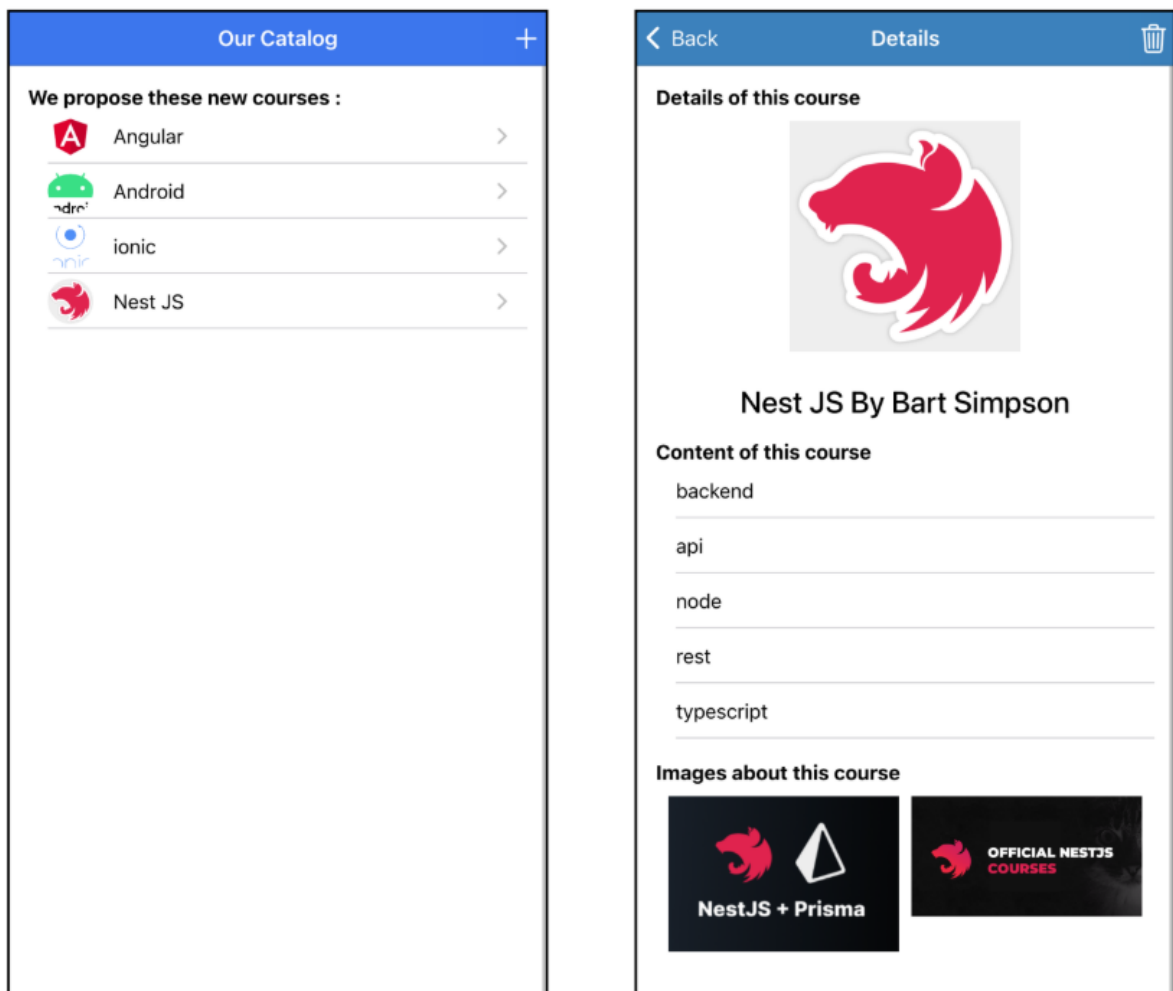 Our Catalog
We propose these new courses :
Angular
Android
ionic
Nest JS
Back
Details
Details of this course
Nest JS By Bart Simpson
Content of this course
backend
api
node
rest
typescript
Images about this course
NestJS + Prisma
OFFICIAL NESTJS
COURSES